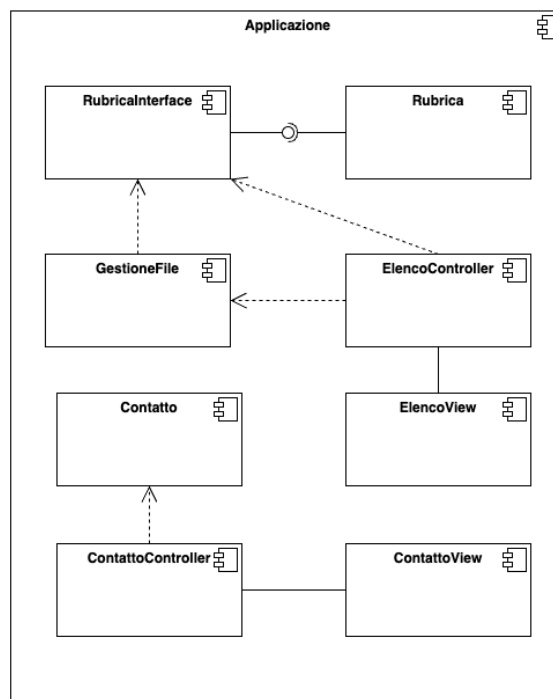 Applicazione
RubricaInterface
Rubrica
GestioneFile
ElencoController
Contatto
ElencoView
ContattoController
ContattoView